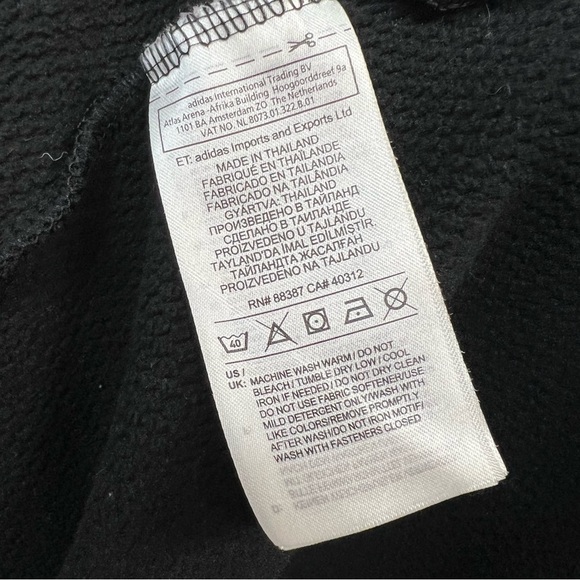 adidas International Trading BV
Atlas Arena -Afrika Building Hoogoorddreef 9a
1101 BA Amsterdam ZO The Netherlands
VAT NO. NL 8073.01.322.B.01
ET: adidas Imports and Exports Ltd
MADE IN THAILAND
FABRIQUÉ EN THAÏLANDE
FABRICADO EN TAILANDIA
FABRICADO NA TAILÂNDIA
GYÁRTVA: THAILAND
ПРОИЗВЕДЕНО В ТАЙЛАНД
СДЕЛАНО В ТАИЛАНДЕ
PROIZVEDENO U TAJLANDU
TAYLAND'DA İMAL EDİLMİŞTİR.
ТАЙЛАНДТА ЖАСАЛҒАН
PROIZVEDENO NA TAJSKEM
RN# 88387 CA# 40312
40
US / UK: MACHINE WASH WARM / DO NOT
BLEACH / TUMBLE DRY LOW / COOL
IRON IF NEEDED / DO NOT DRY CLEAN
DO NOT USE FABRIC SOFTENER/USE
MILD DETERGENT ONLY/WASH WITH
LIKE COLORS/REMOVE PROMPTLY
AFTER WASH/DO NOT IRON MOTIF/
WASH WITH FASTENERS CLOSED